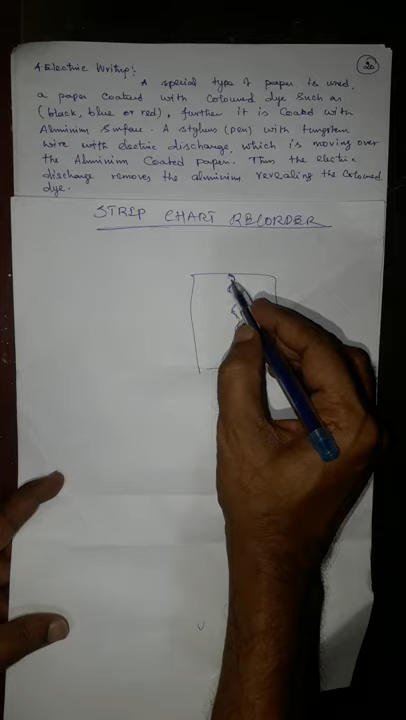 20
4. Electric Writing:
A special type of paper is used,
a paper coated with coloured dye such as
(black, blue or red), further it is coated with
Aluminium surface. A stylus (pen) with tungsten
wire with electric discharge, which is moving over
the Aluminium coated paper. Thus the electric
discharge removes the aluminium revealing the coloured
dye.
STRIP CHART RECORDER